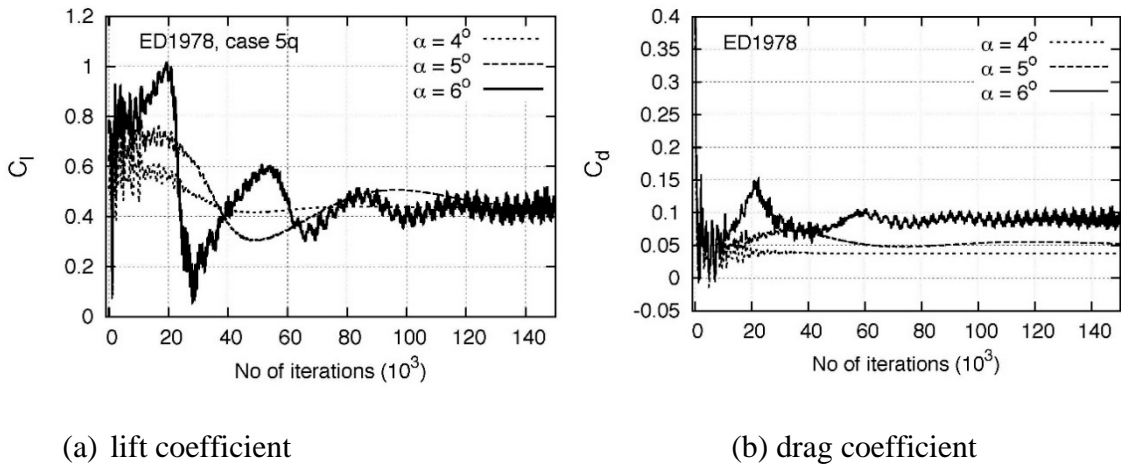 1.2
1
0.8
0.6
0.4
0.2
0
C_l
ED1978, case 5q
α = 4°
α = 5°
α = 6°
0 20 40 60 80 100 120 140
No of iterations (10³)
(a) lift coefficient
0.4
0.35
0.3
0.25
0.2
0.15
0.1
0.05
0
-0.05
C_d
ED1978
α = 4°
α = 5°
α = 6°
0 20 40 60 80 100 120 140
No of iterations (10³)
(b) drag coefficient